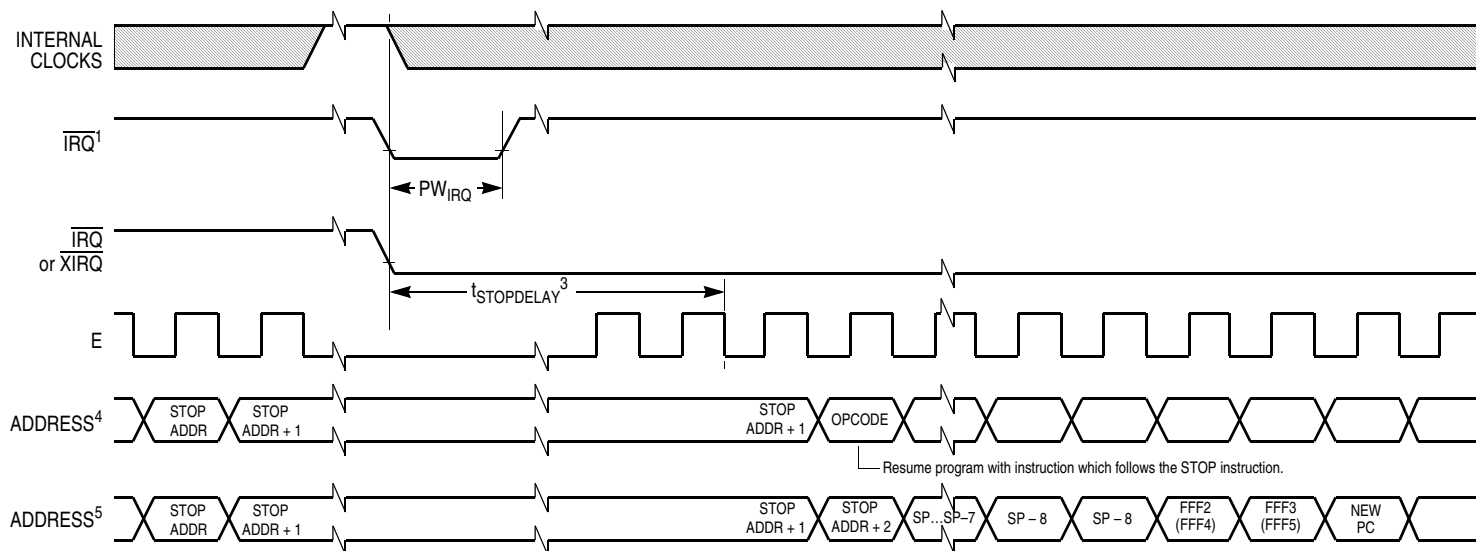 INTERNAL
CLOCKS
IRQ1
PWIRQ
IRQ
or XIRQ
tSTOPDELAY3
E
ADDRESS4
STOP
ADDR
STOP
ADDR + 1
STOP
ADDR + 1
OPCODE
Resume program with instruction which follows the STOP instruction.
ADDRESS5
STOP
ADDR
STOP
ADDR + 1
STOP
ADDR + 1
STOP
ADDR + 2
SP…SP–7
SP – 8
SP – 8
FFF2
(FFF4)
FFF3
(FFF5)
NEW
PC